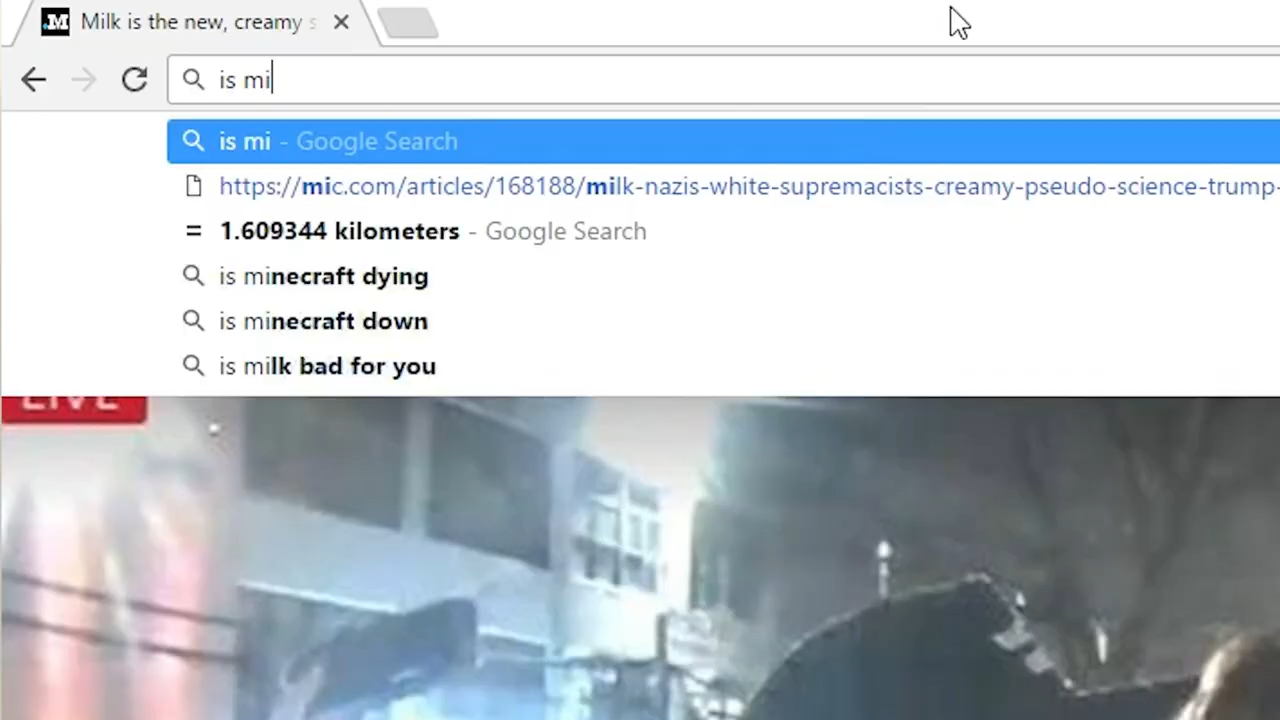 .M Milk is the new, creamy s
is mi
is mi - Google Search
https://mic.com/articles/168188/milk-nazis-white-supremacists-creamy-pseudo-science-trump-
= 1.609344 kilometers - Google Search
is minecraft dying
is minecraft down
is milk bad for you
LIVE